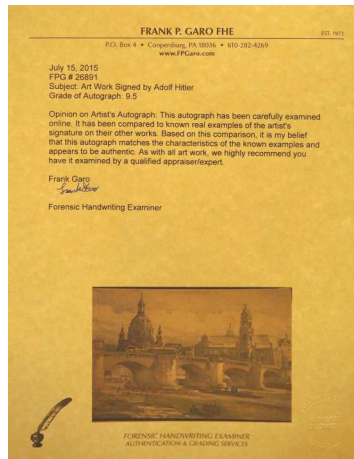 FRANK P. GARO FHE
EST. 1973
P.O. Box 4 • Coopersburg, PA 18036 • 610-282-4269
www.FPGaro.com
July 15, 2015
FPG # 26891
Subject: Art Work Signed by Adolf Hitler
Grade of Autograph: 9.5
Opinion on Artist's Autograph: This autograph has been carefully examined
online. It has been compared to known real examples of the artist's
signature on their other works. Based on this comparison, it is my belief
that this autograph matches the characteristics of the known examples and
appears to be authentic. As with all art work, we highly recommend you
have it examined by a qualified appraiser/expert.
Frank Garo
Forensic Handwriting Examiner
FORENSIC HANDWRITING EXAMINER
AUTHENTICATION & GRADING SERVICES